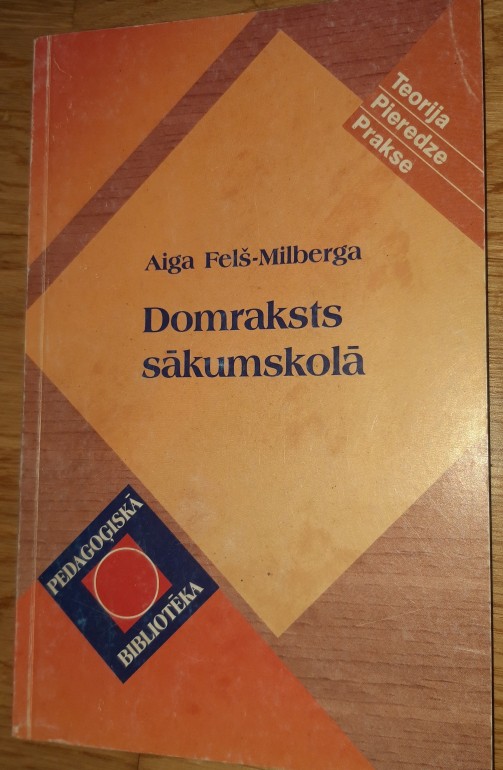 Teorija
Pieredze
Prakse
Aiga Felš-Milberga
Domraksts
sākumskolā
PEDAGOĢISKĀ
BIBLIOTĒKA